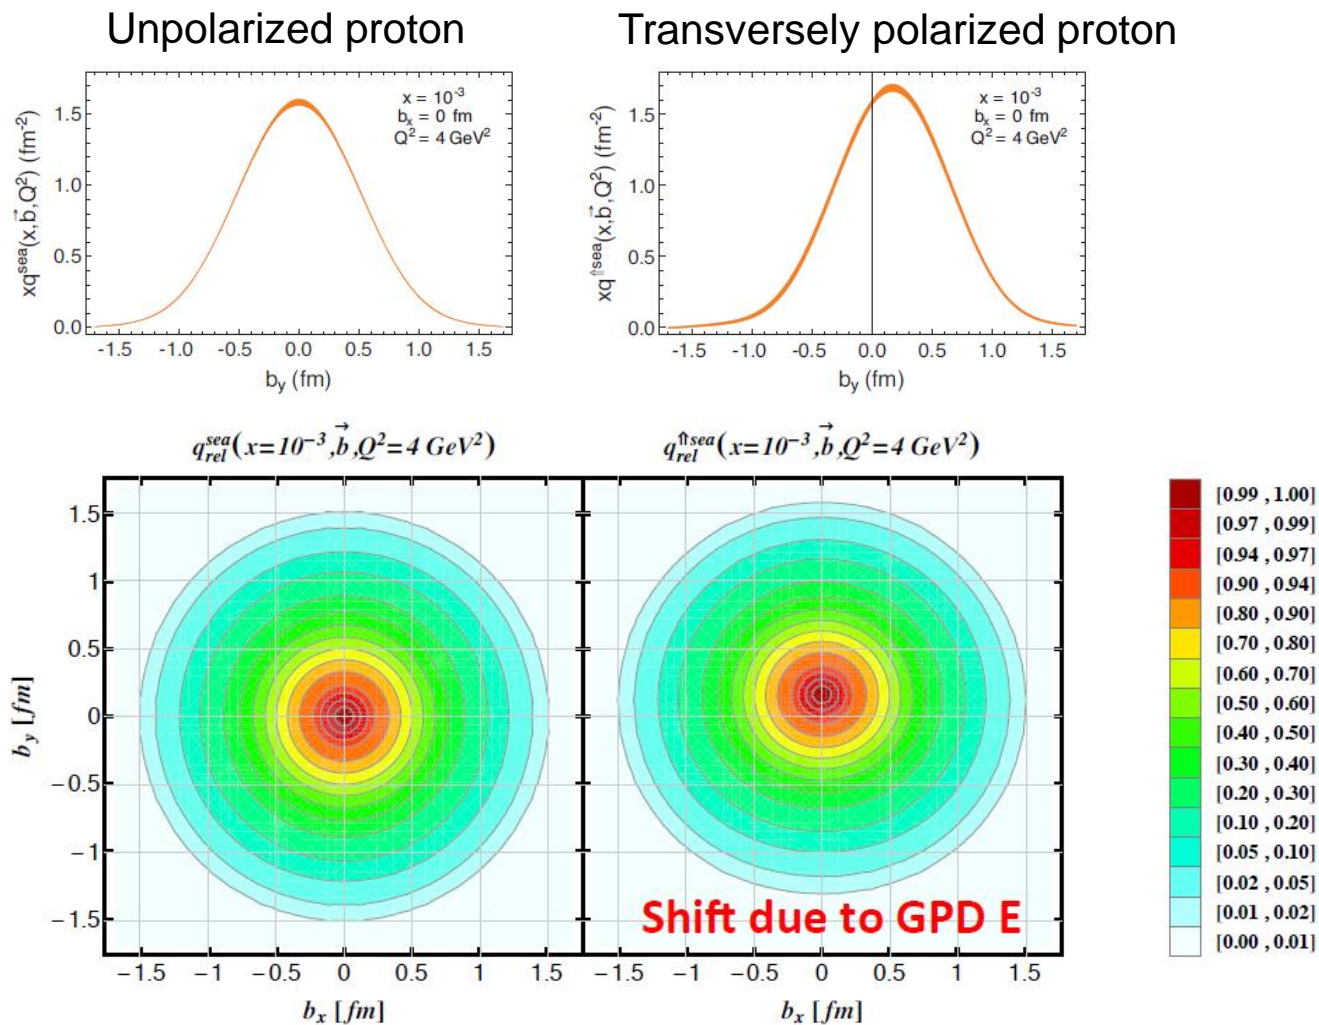 Unpolarized proton
Transversely polarized proton
xq^sea(x,b⃗,Q²) (fm⁻²)
1.5
1.0
0.5
0.0
x = 10⁻³
bₓ = 0 fm
Q² = 4 GeV²
-1.5 -1.0 -0.5 0.0 0.5 1.0 1.5
b_y (fm)
xq^⇑sea(x,b⃗,Q²) (fm⁻²)
1.5
1.0
0.5
0.0
x = 10⁻³
bₓ = 0 fm
Q² = 4 GeV²
-1.5 -1.0 -0.5 0.0 0.5 1.0 1.5
b_y (fm)
q_rel^sea(x=10⁻³,b⃗,Q²=4 GeV²)
q_rel^⇑sea(x=10⁻³,b⃗,Q²=4 GeV²)
b_y [fm]
1.5
1
0.5
0
−0.5
−1
−1.5
Shift due to GPD E
−1.5 −1 −0.5 0 0.5 1 1.5
−1.5 −1 −0.5 0 0.5 1 1.5
bₓ [fm]
bₓ [fm]
[0.99 , 1.00]
[0.97 , 0.99]
[0.94 , 0.97]
[0.90 , 0.94]
[0.80 , 0.90]
[0.70 , 0.80]
[0.60 , 0.70]
[0.50 , 0.60]
[0.40 , 0.50]
[0.30 , 0.40]
[0.20 , 0.30]
[0.10 , 0.20]
[0.05 , 0.10]
[0.02 , 0.05]
[0.01 , 0.02]
[0.00 , 0.01]